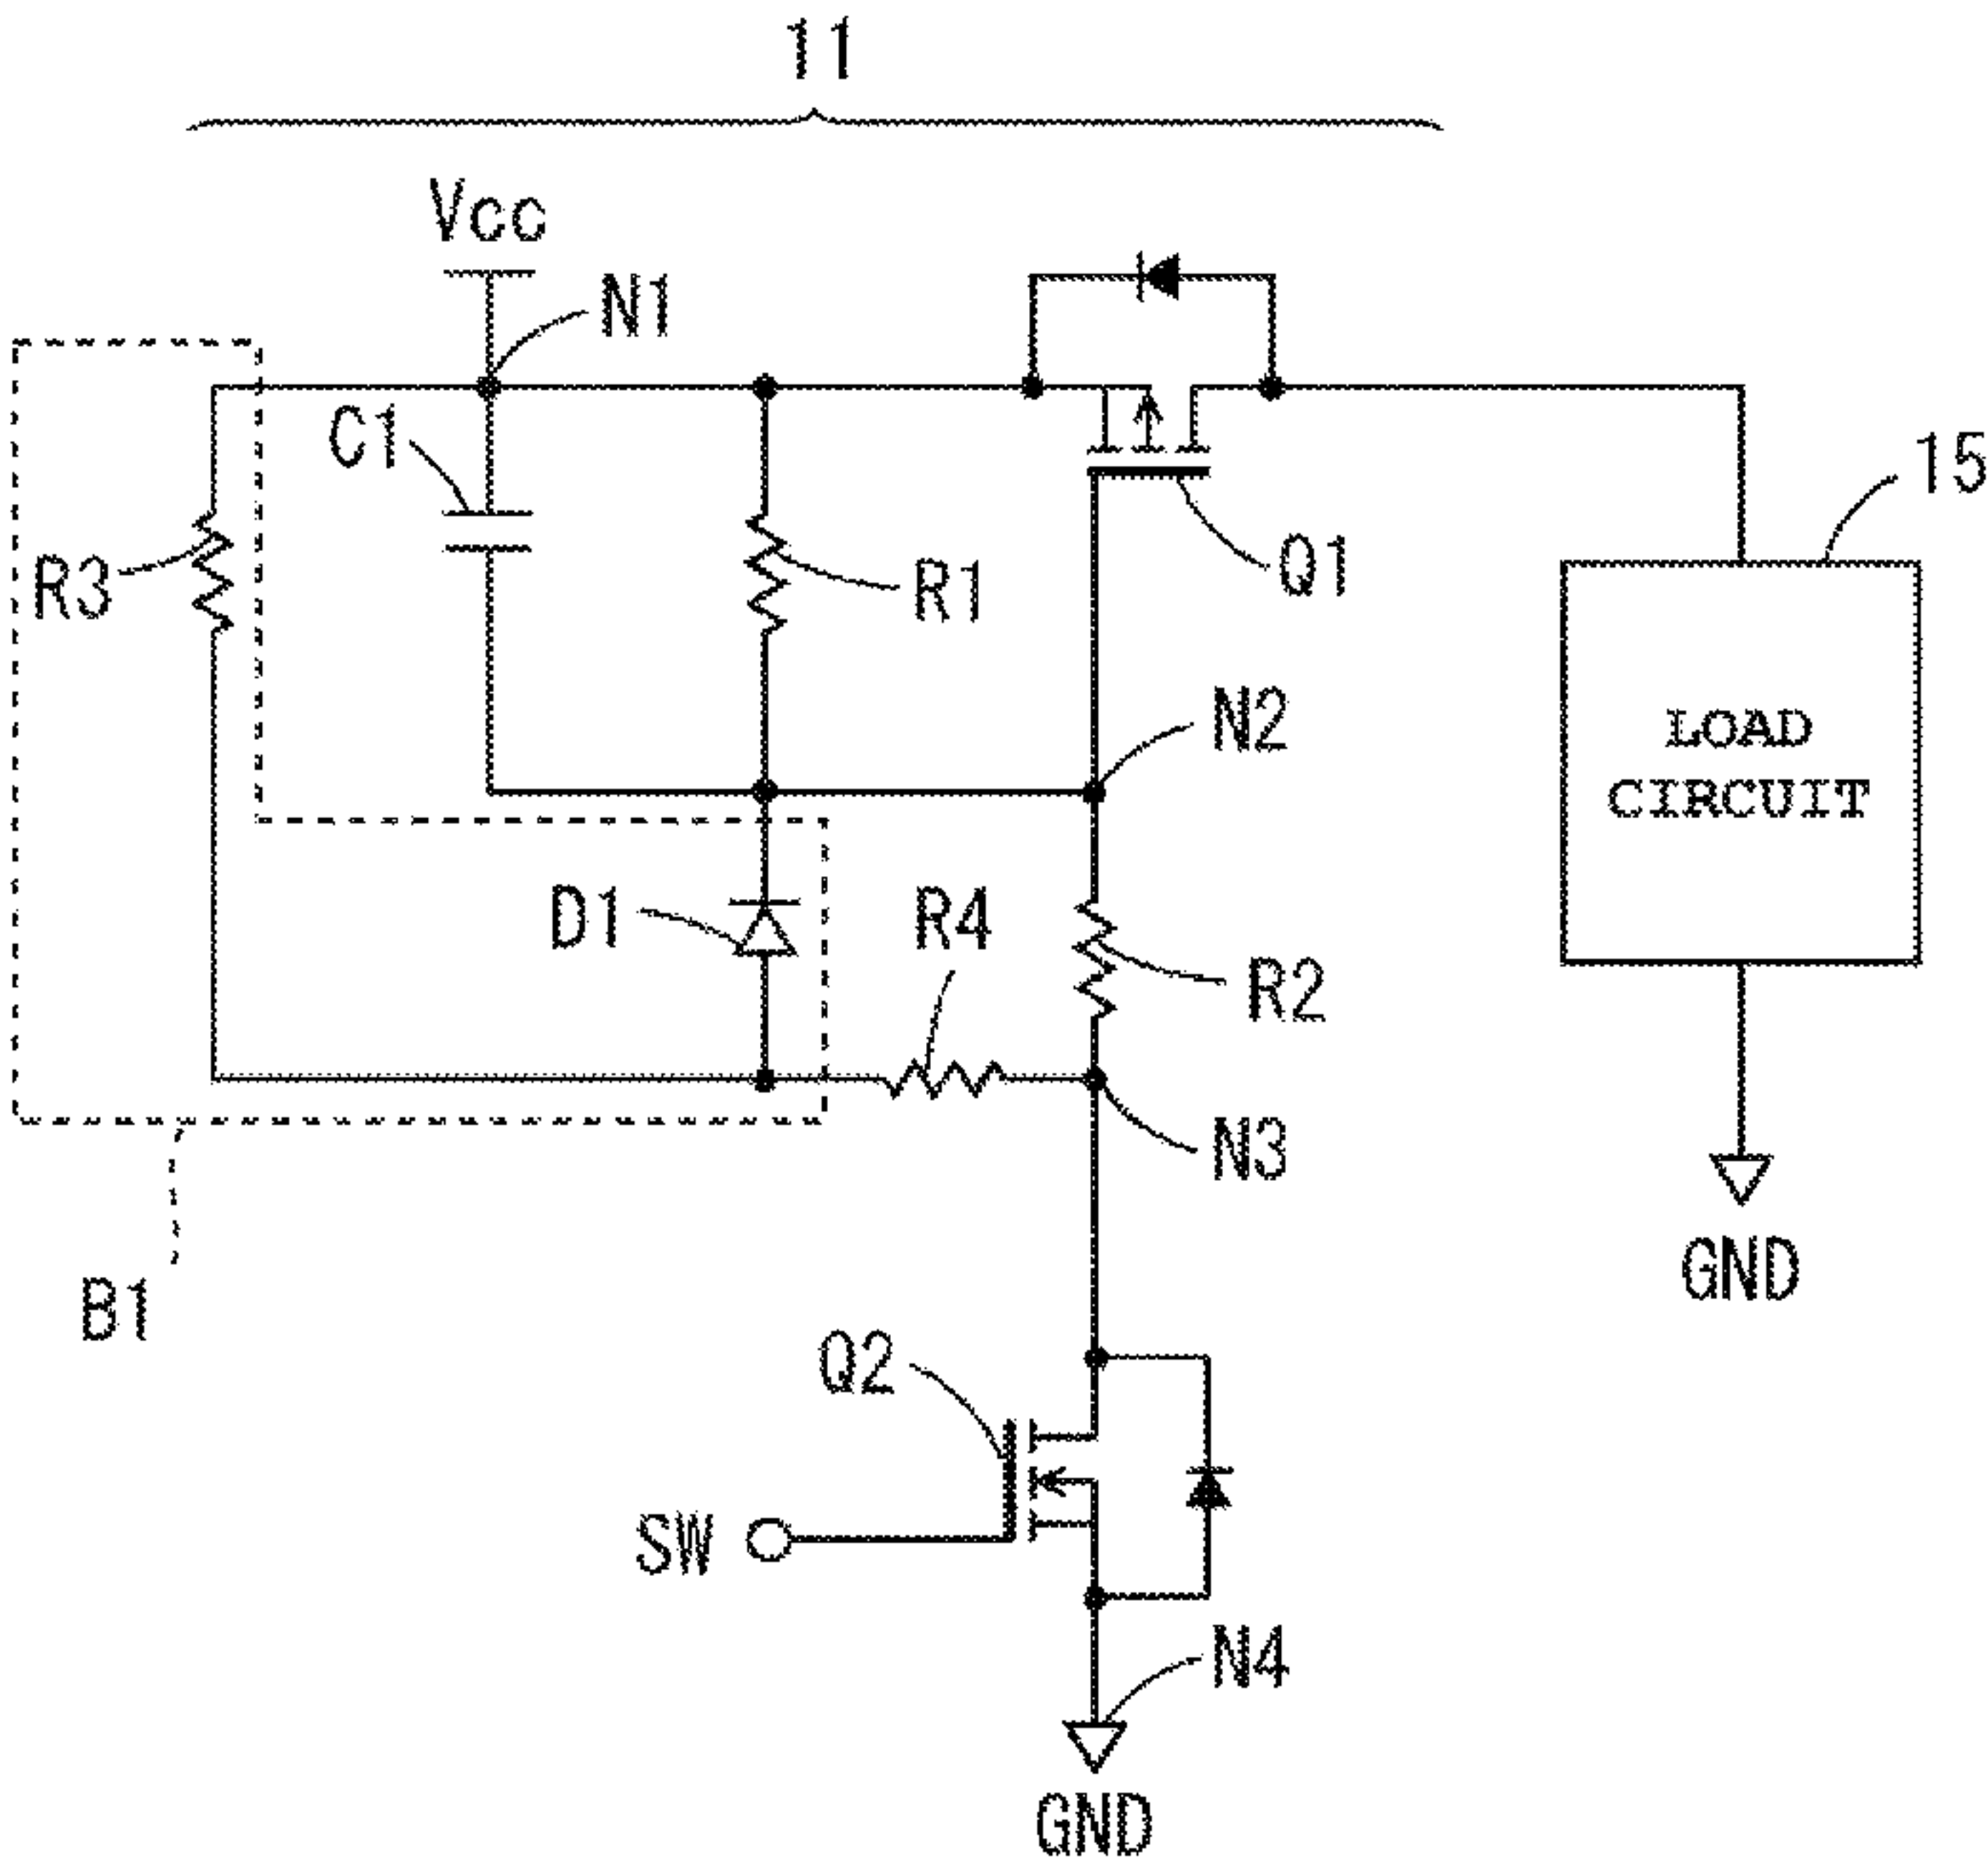 11
Vcc
N1
C1
15
R3
R1
Q1
N2
LOAD
CIRCUIT
D1
R4
R2
N3
GND
B1
Q2
SW
N4
GND